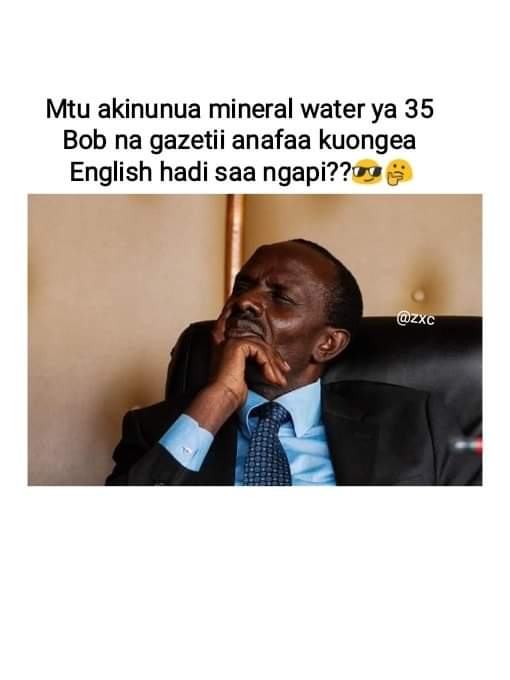 Mtu akinunua mineral water ya 35
Bob na gazetii anafaa kuongea
English hadi saa ngapi??😎🤔
@zxc